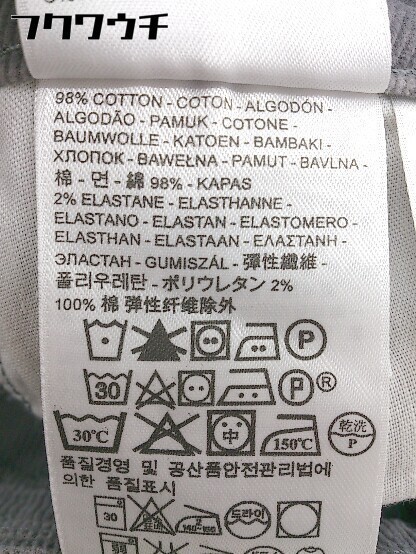 フクワウチ
98% COTTON - COTON - ALGODÓN -
ALGODÃO - PAMUK - COTONE -
BAUMWOLLE - KATOEN - BAMBAKI -
ХЛОПОК - BAWEŁNA - PAMUT - BAVLNA -
棉 - 면 - 綿 98% - KAPAS
2% ELASTANE - ELASTHANNE -
ELASTANO - ELASTAN - ELASTOMERO -
ELASTHAN - ELASTAAN - ΕΛΑΣΤΑΝΗ -
ЭЛАСТАН - GUMISZÁL - 彈性纖維 -
폴리우레탄 - ポリウレタン 2%
100% 棉 弹性纤维除外
P
30 P ®
30℃ 中 150℃ 乾洗 P
품질경영 및 공산품안전관리법에
의한 품질표시
30 드라이
弱